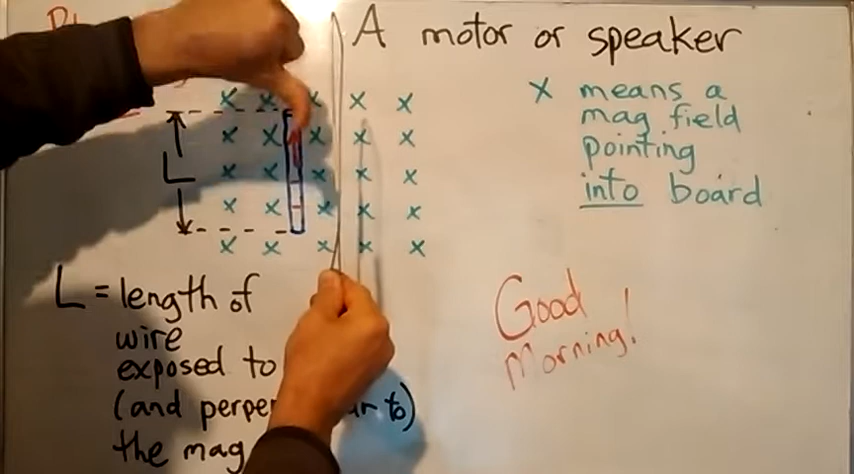 A motor or speaker
x x x x x
x means a
x x x x
mag field
pointing
L
x x x x
into board
x x x x
x x x x x
L = length of
wire
exposed to
(and perpe to)
the mag
Good
Morning!